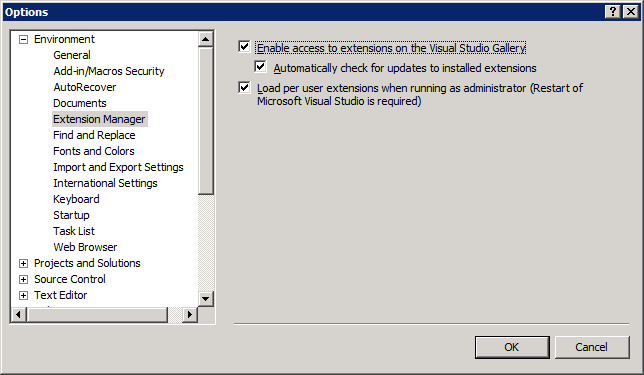 Options
Environment
General
Add-in/Macros Security
AutoRecover
Documents
Extension Manager
Find and Replace
Fonts and Colors
Import and Export Settings
International Settings
Keyboard
Startup
Task List
Web Browser
Projects and Solutions
Source Control
Text Editor
Enable access to extensions on the Visual Studio Gallery
Automatically check for updates to installed extensions
Load per user extensions when running as administrator (Restart of
Microsoft Visual Studio is required)
OK
Cancel